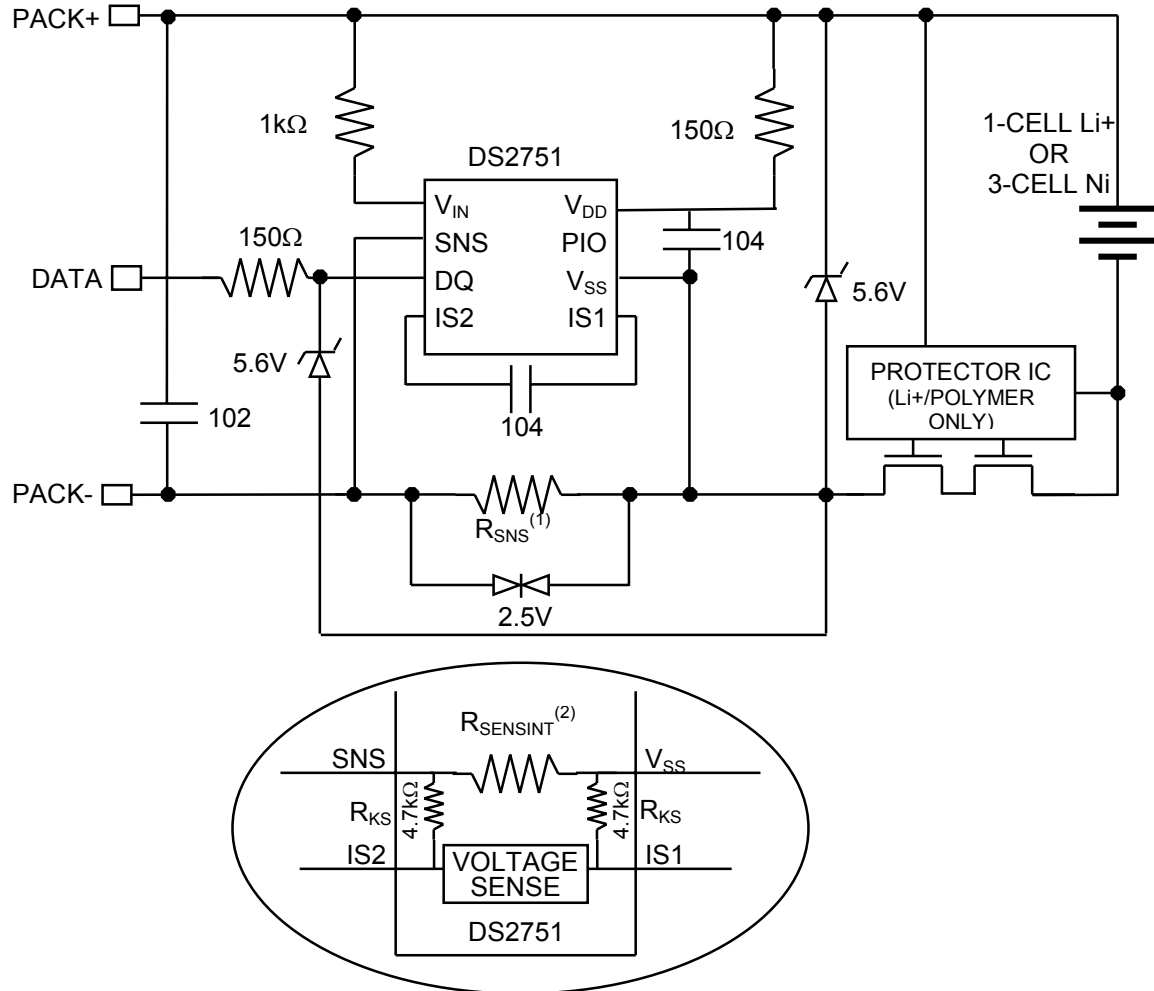 PACK+
1kΩ
150Ω
1-CELL Li+
OR
3-CELL Ni
DS2751
VIN
VDD
SNS
PIO
104
150Ω
DATA
DQ
VSS
5.6V
IS2
IS1
5.6V
PROTECTOR IC
(Li+/POLYMER
ONLY)
102
104
PACK-
RSNS(1)
2.5V
RSENSINT(2)
SNS
VSS
4.7kΩ
4.7kΩ
RKS
RKS
IS2
IS1
VOLTAGE
SENSE
DS2751